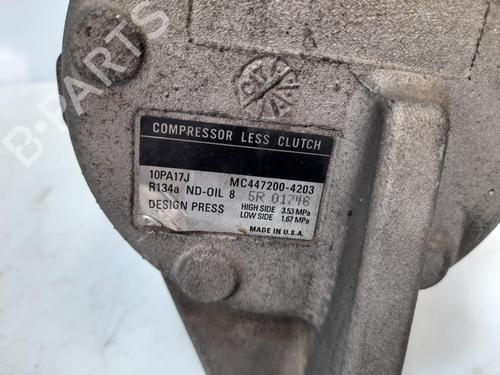 COMPRESSOR LESS CLUTCH
10PA17J MC447200-4203
R134a ND-OIL 8 5R 01746
DESIGN PRESS HIGH SIDE 3.53 MPa
LOW SIDE 1.67 MPa
MADE IN U.S.A.
B-PARTS